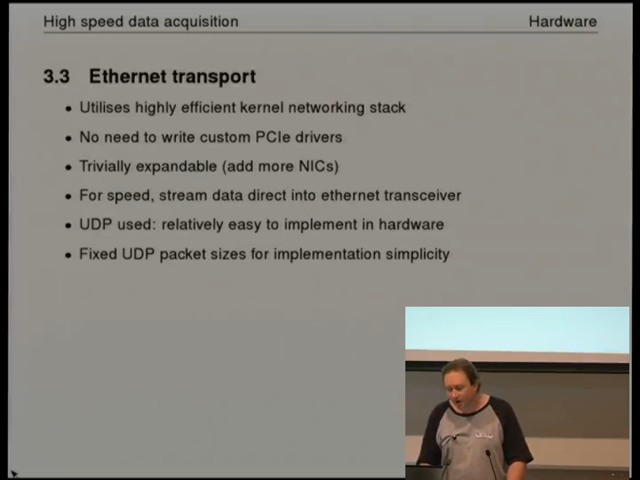 High speed data acquisition Hardware
3.3 Ethernet transport
• Utilises highly efficient kernel networking stack
• No need to write custom PCIe drivers
• Trivially expandable (add more NICs)
• For speed, stream data direct into ethernet transceiver
• UDP used: relatively easy to implement in hardware
• Fixed UDP packet sizes for implementation simplicity